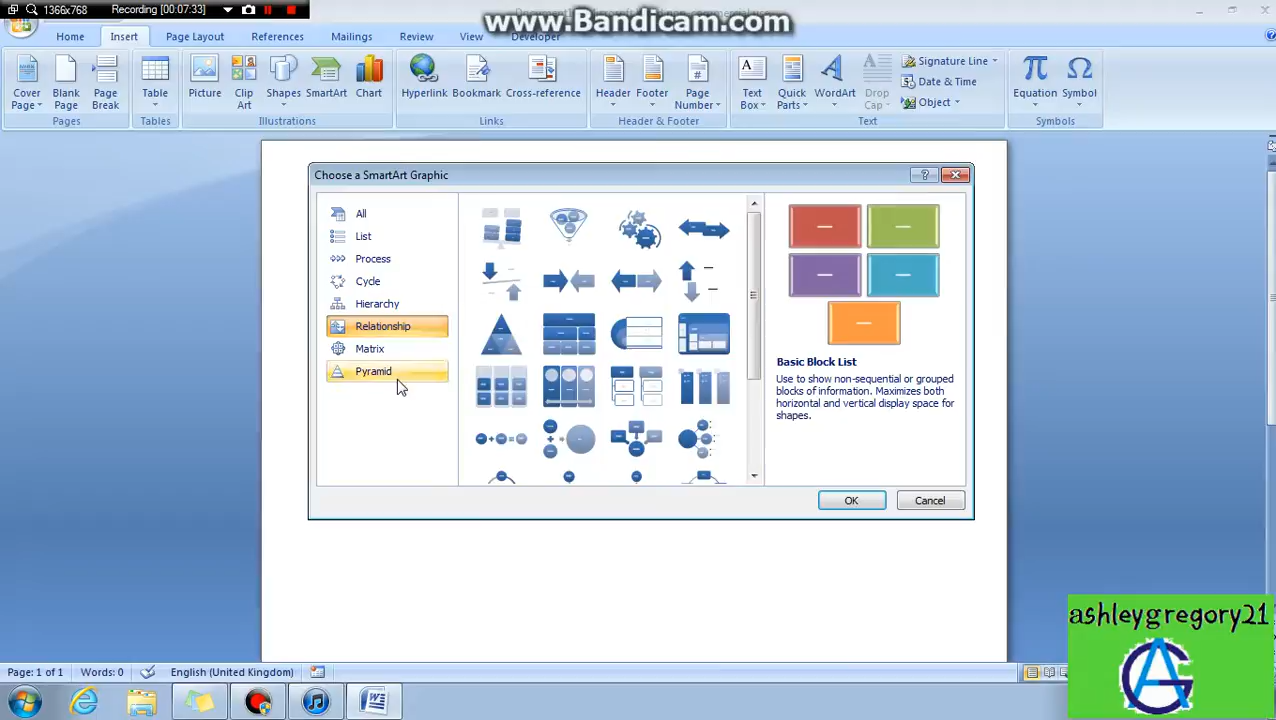 1366x768 Recording [00:07:33]
www.Bandicam.com
Home Insert Page Layout References Mailings Review View Developer
Cover Page Blank Page Page Break Table Picture Clip Art Shapes SmartArt Chart Hyperlink Bookmark Cross-reference Header Footer Page Number Text Box Quick Parts WordArt Drop Cap Signature Line Date & Time Object Equation Symbol
Pages Tables Illustrations Links Header & Footer Text Symbols
Choose a SmartArt Graphic
All
List
Process
Cycle
Hierarchy
Relationship
Matrix
Pyramid
Basic Block List
Use to show non-sequential or grouped
blocks of information. Maximizes both
horizontal and vertical display space for
shapes.
OK Cancel
ashleygregory21
AG
Page: 1 of 1 Words: 0 English (United Kingdom)